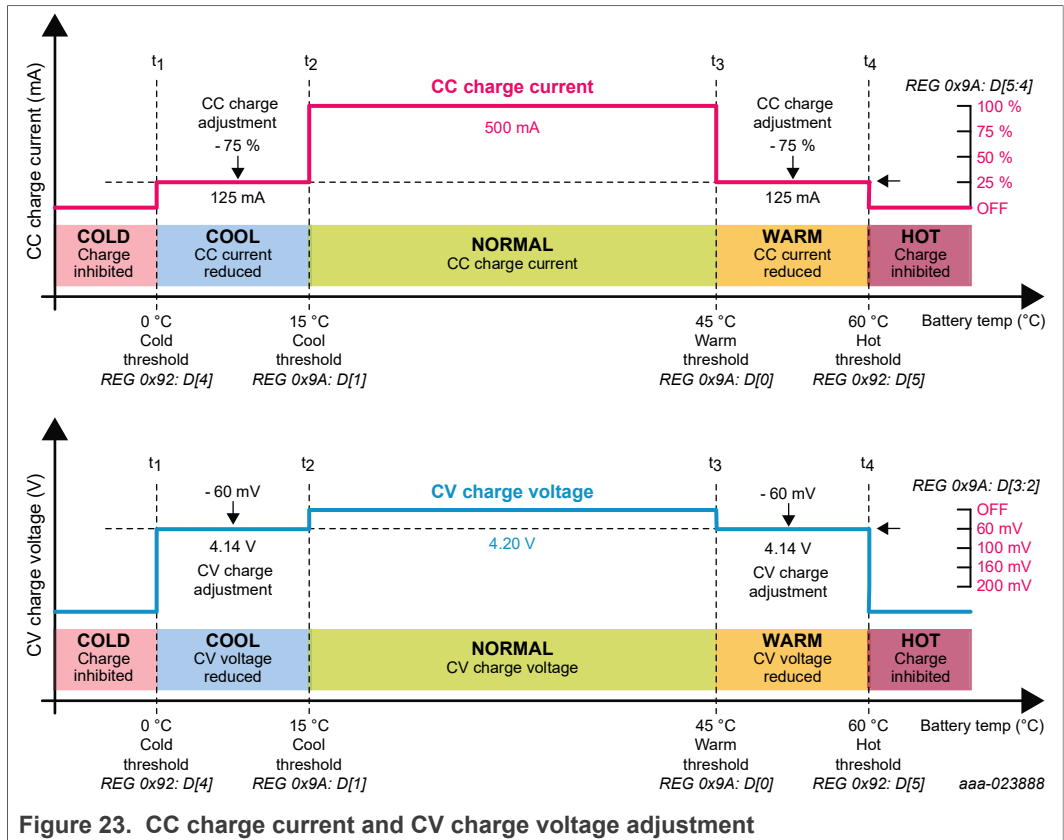 CC charge current (mA)
t1
t2
t3
t4
CC charge
adjustment
- 75 %
125 mA
CC charge current
500 mA
CC charge
adjustment
- 75 %
125 mA
REG 0x9A: D[5:4]
100 %
75 %
50 %
25 %
OFF
COLD
Charge
inhibited
COOL
CC current
reduced
NORMAL
CC charge current
WARM
CC current
reduced
HOT
Charge
inhibited
0 °C
Cold
threshold
REG 0x92: D[4]
15 °C
Cool
threshold
REG 0x9A: D[1]
45 °C
Warm
threshold
REG 0x9A: D[0]
60 °C
Hot
threshold
REG 0x92: D[5]
Battery temp (°C)
CV charge voltage (V)
t1
t2
t3
t4
- 60 mV
4.14 V
CV charge
adjustment
CV charge voltage
4.20 V
- 60 mV
4.14 V
CV charge
adjustment
REG 0x9A: D[3:2]
OFF
60 mV
100 mV
160 mV
200 mV
COLD
Charge
inhibited
COOL
CV voltage
reduced
NORMAL
CV charge voltage
WARM
CV voltage
reduced
HOT
Charge
inhibited
0 °C
Cold
threshold
REG 0x92: D[4]
15 °C
Cool
threshold
REG 0x9A: D[1]
45 °C
Warm
threshold
REG 0x9A: D[0]
60 °C
Hot
threshold
REG 0x92: D[5]
Battery temp (°C)
aaa-023888
Figure 23. CC charge current and CV charge voltage adjustment